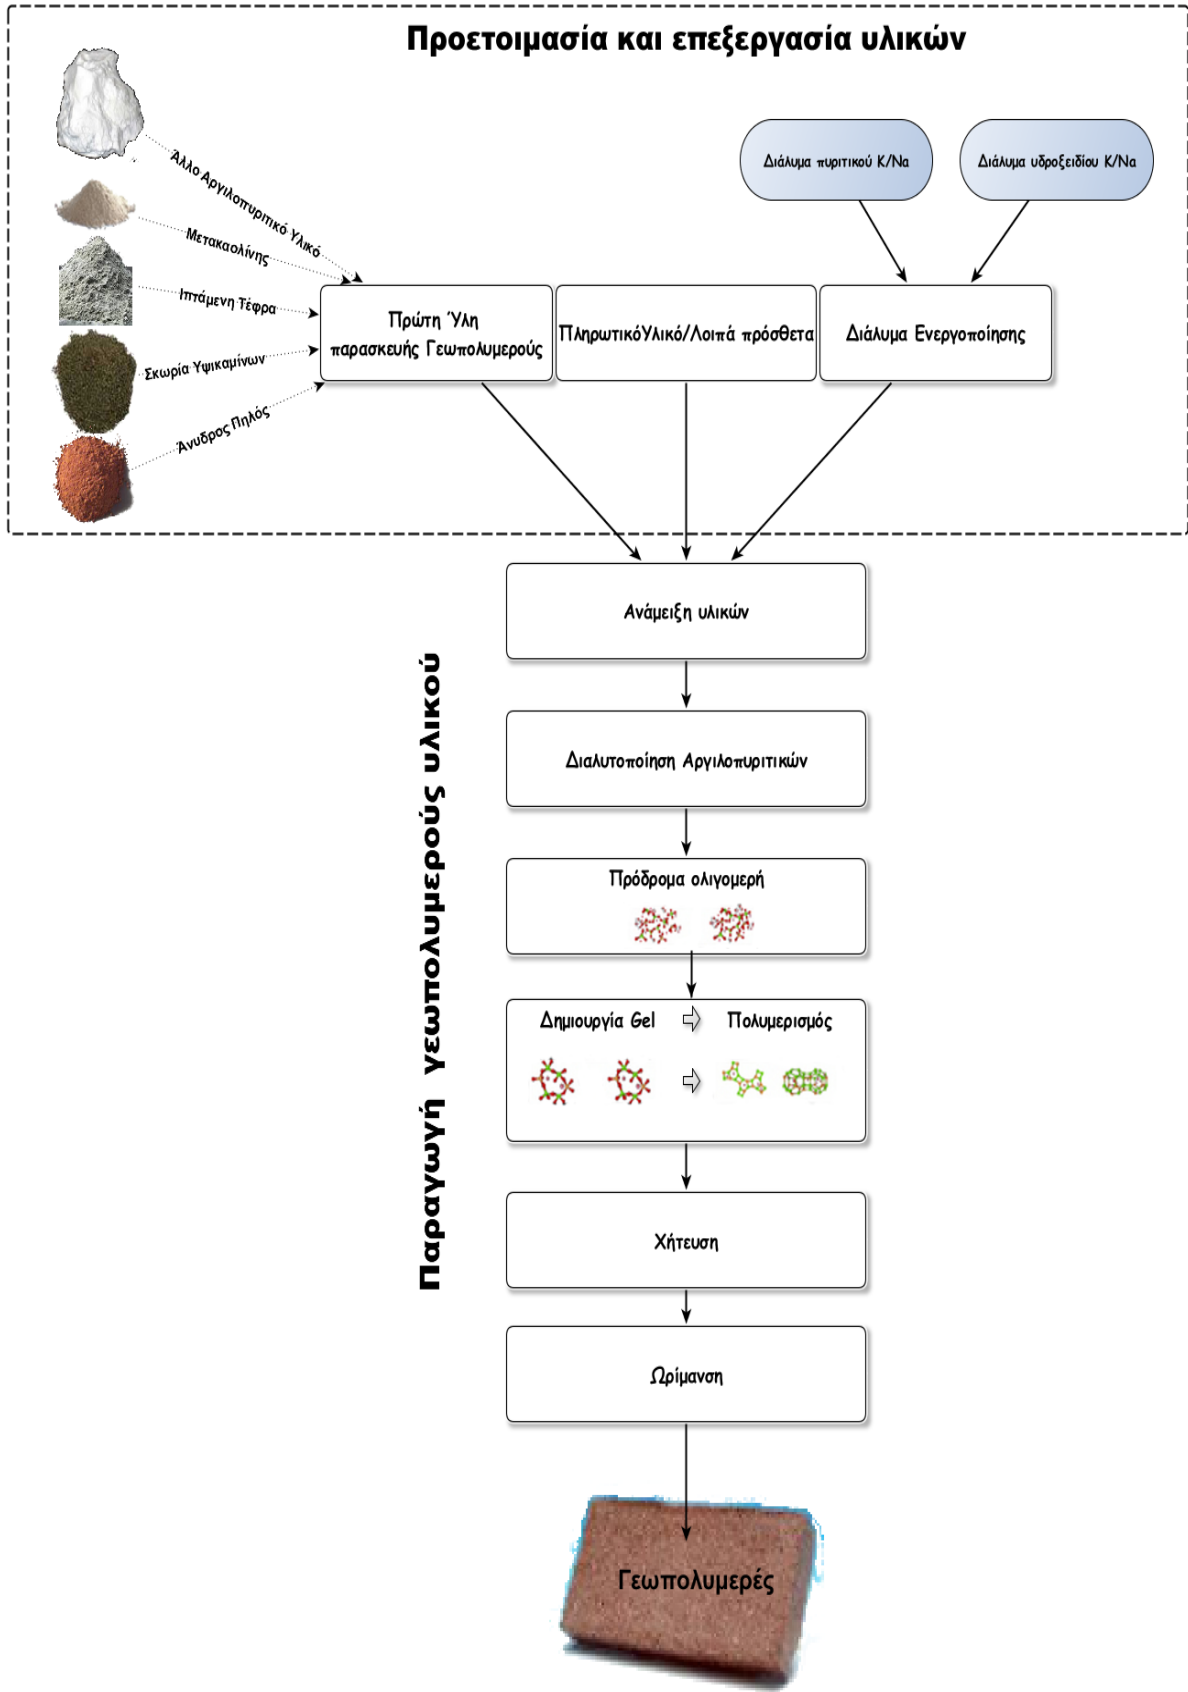 Προετοιμασία και επεξεργασία υλικών
Διάλυμα πυριτικού K/Na
Διάλυμα υδροξειδίου K/Na
Άλλο Αργιλοπυριτικό Υλικό
Μετακαολίνης
Ιπτάμενη Τέφρα
Σκωρία Υψικαμίνων
Άνυδρος Πηλός
Πρώτη Ύλη
παρασκευής Γεωπολυμερούς
ΠληρωτικόΥλικό/Λοιπά πρόσθετα
Διάλυμα Ενεργοποίησης
Ανάμειξη υλικών
Παραγωγή γεωπολυμερούς υλικού
Διαλυτοποίηση Αργιλοπυριτικών
Πρόδρομα ολιγομερή
Δημιουργία Gel
Πολυμερισμός
Χήτευση
Ωρίμανση
Γεωπολυμερές